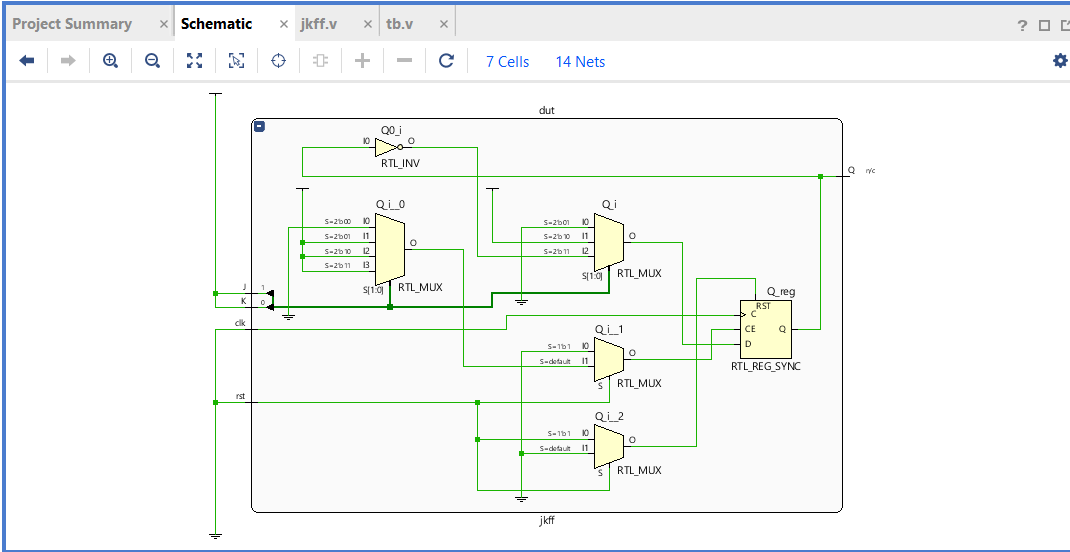 Project Summary × Schematic × jkff.v × tb.v × ?
7 Cells 14 Nets
dut
Q0_i
I0 O
RTL_INV
Q n/c
Q_i__0
S=2'b00 I0
S=2'b01 I1
S=2'b10 I2
S=2'b11 I3
O
S[1:0]
RTL_MUX
Q_i
S=2'b01 I0
S=2'b10 I1
S=2'b11 I2
O
S[1:0]
RTL_MUX
J 1
K 0
clk
rst
Q_reg
RST
C
CE Q
D
RTL_REG_SYNC
Q_i__1
S=1'b1 I0
S=default I1
O
S
RTL_MUX
Q_i__2
S=1'b1 I0
S=default I1
O
S
RTL_MUX
jkff